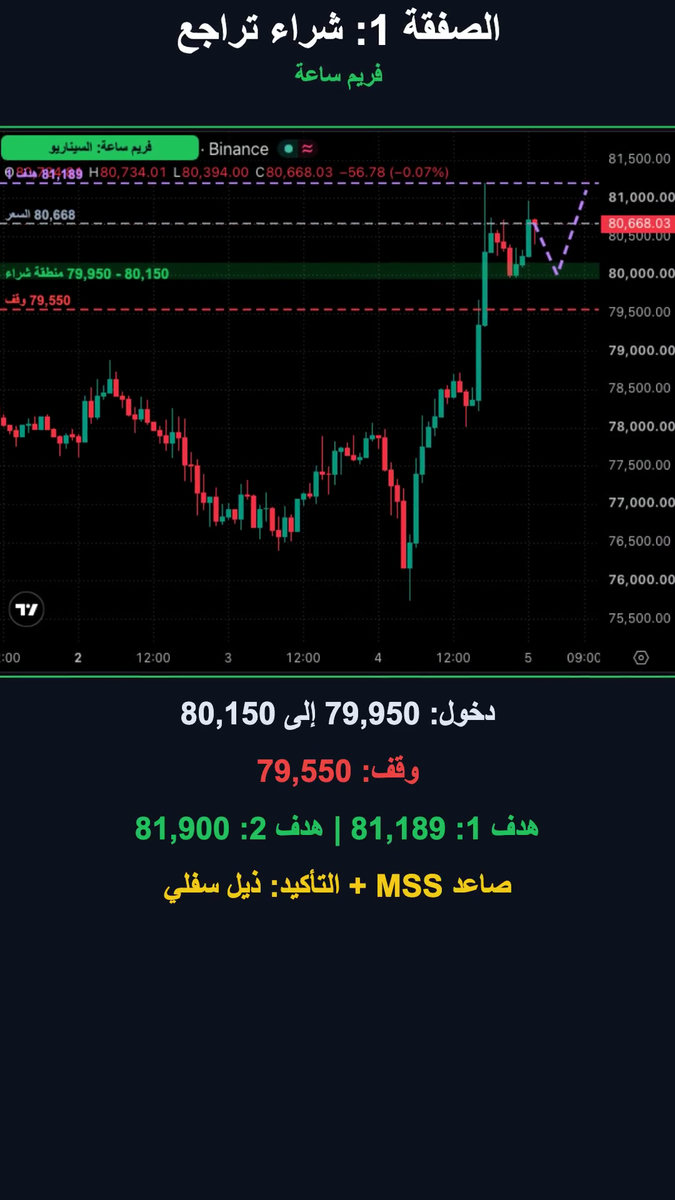 الصفقة 1: شراء تراجع
فريم ساعة
فريم ساعة: السيناريو
· Binance
H80,734.01 L80,394.00 C80,668.03 −56.78 (−0.07%)
81,189 هدف
السعر 80,668
منطقة شراء 79,950 - 80,150
وقف 79,550
81,500.00
81,000.00
80,668.03
80,500.00
80,000.00
79,500.00
79,000.00
78,500.00
78,000.00
77,500.00
77,000.00
76,500.00
76,000.00
75,500.00
:00 2 12:00 3 12:00 4 12:00 5 09:00
دخول: 79,950 إلى 80,150
وقف: 79,550
هدف 1: 81,189 | هدف 2: 81,900
صاعد MSS + التأكيد: ذيل سفلي